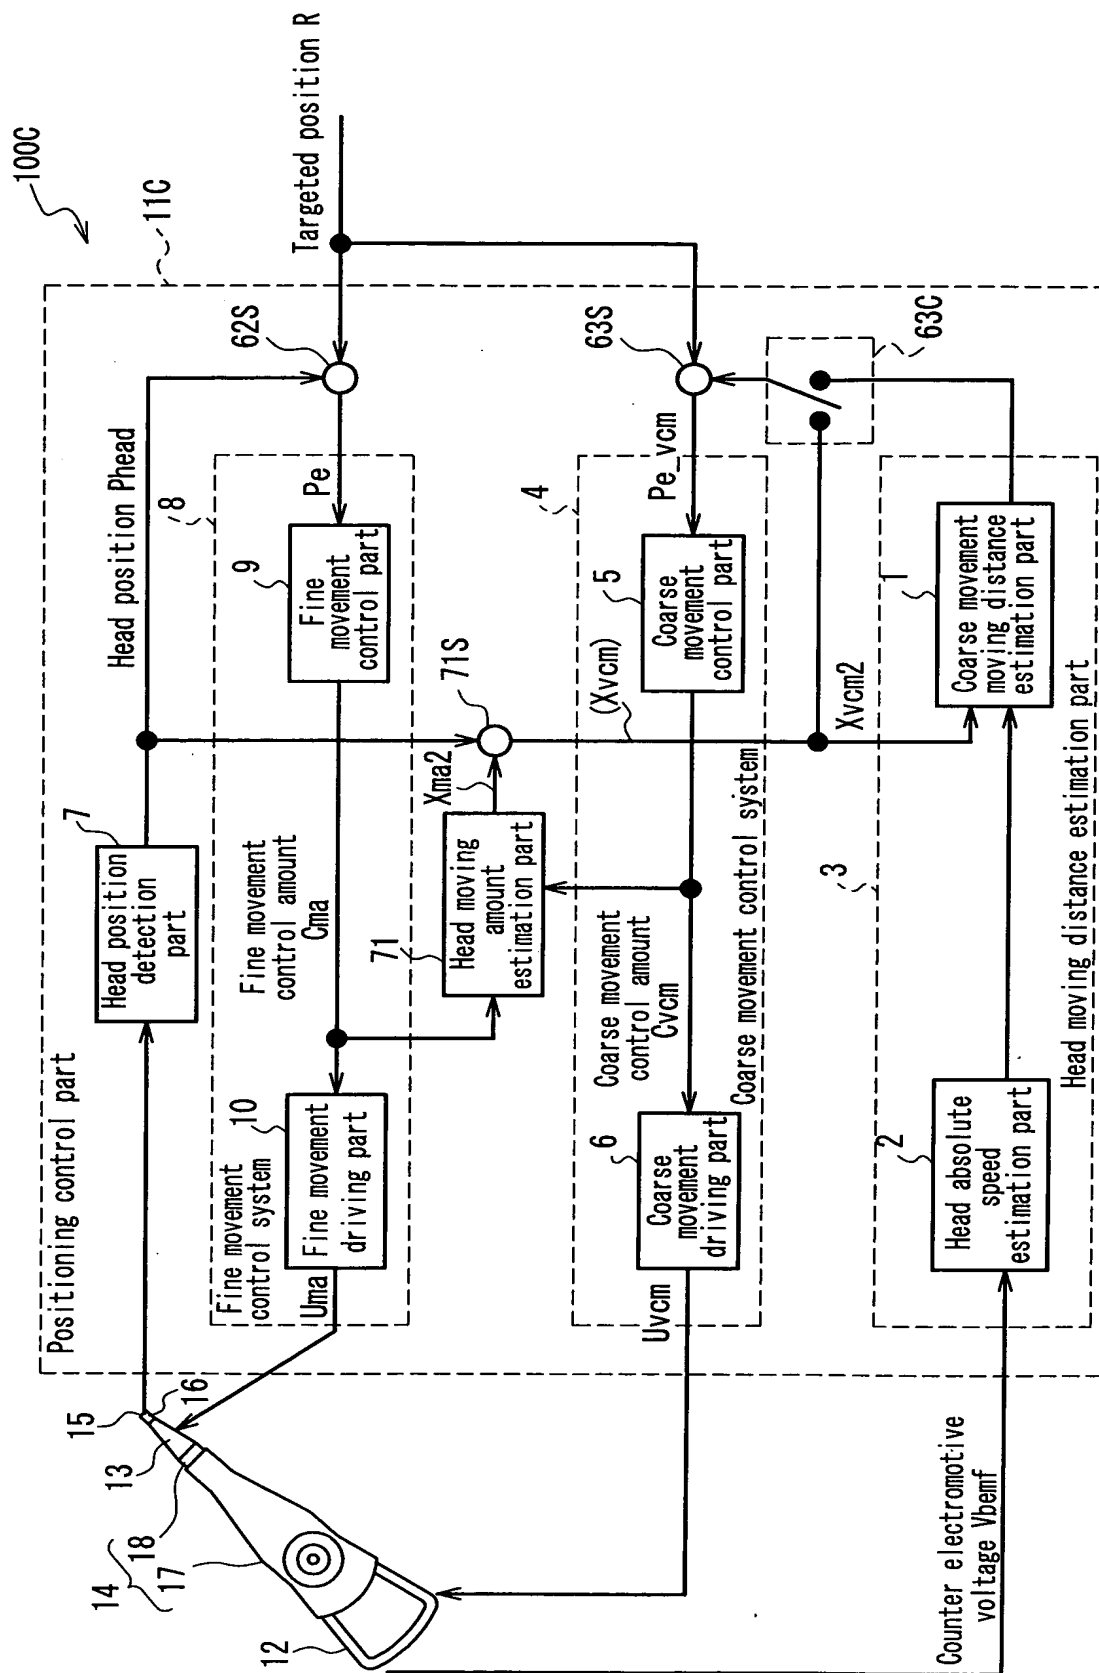 100C
11C
Targeted position R
Positioning control part
Head position Phead
62S
7
Head position
detection
part
8
Pe
9
Fine
movement
control part
Fine movement
control amount
Cma
10
Fine movement
driving part
Fine movement
control system
Uma
71S
Xma2
71
Head moving
amount
estimation part
63S
63C
4
Pe_vcm
5
Coarse
movement
control part
(Xvcm)
Coarse movement
control amount
Cvcm
Coarse movement control system
6
Coarse
movement
driving part
Uvcm
Xvcm2
3
1
Coarse movement
moving distance
estimation part
2
Head absolute
speed
estimation part
Head moving distance estimation part
15
16
13
18
17
14
12
Counter electromotive
voltage Vbemf